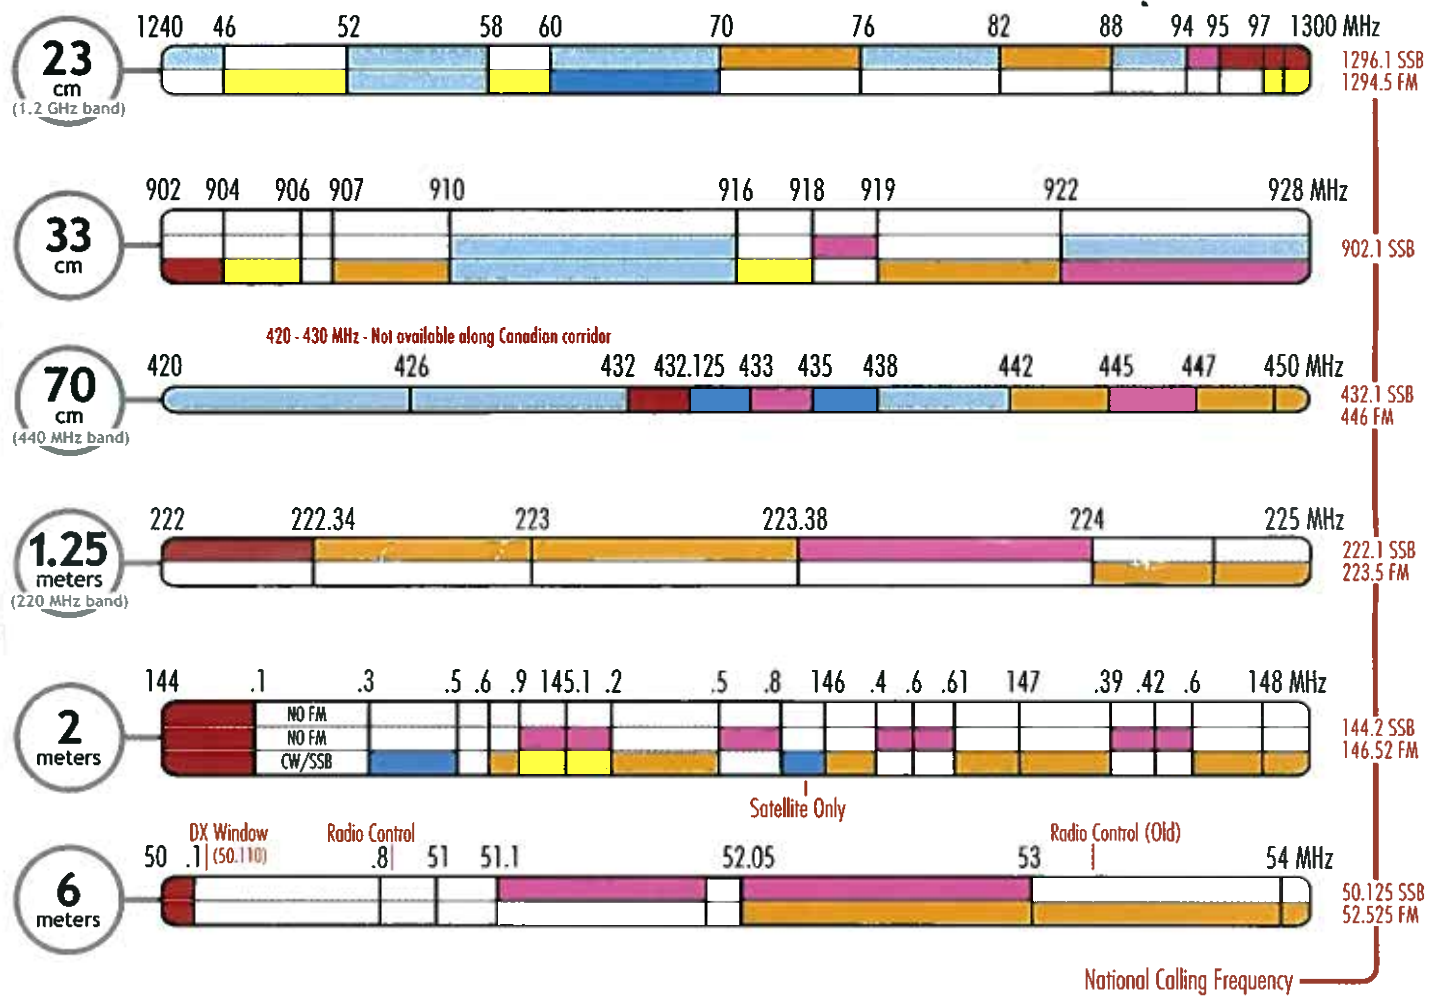 1240 46 52 58 60 70 76 82 88 94 95 97 1300 MHz
23
cm
(1.2 GHz band)
1296.1 SSB
1294.5 FM
902 904 906 907 910 916 918 919 922 928 MHz
33
cm
902.1 SSB
420 - 430 MHz - Not available along Canadian corridor
420 426 432 432.125 433 435 438 442 445 447 450 MHz
70
cm
(440 MHz band)
432.1 SSB
446 FM
222 222.34 223 223.38 224 225 MHz
1.25
meters
(220 MHz band)
222.1 SSB
223.5 FM
144 .1 .3 .5 .6 .9 145.1 .2 .5 .8 146 .4 .6 .61 147 .39 .42 .6 148 MHz
2
meters
NO FM
NO FM
CW/SSB
144.2 SSB
146.52 FM
Satellite Only
DX Window
(50.110)
Radio Control
Radio Control (Old)
50 .1 .8 51 51.1 52.05 53 54 MHz
6
meters
50.125 SSB
52.525 FM
National Calling Frequency